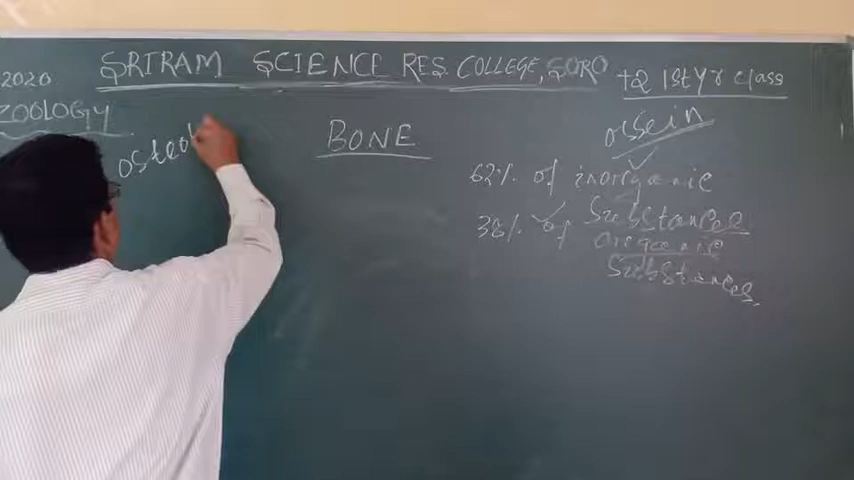 SRIRAM SCIENCE RES. COLLEGE, SORO
+2 1st yr class
2020
ZOOLOGY
osteo
BONE
ossein
62% of inorganic
substances
38% of organic
substances.